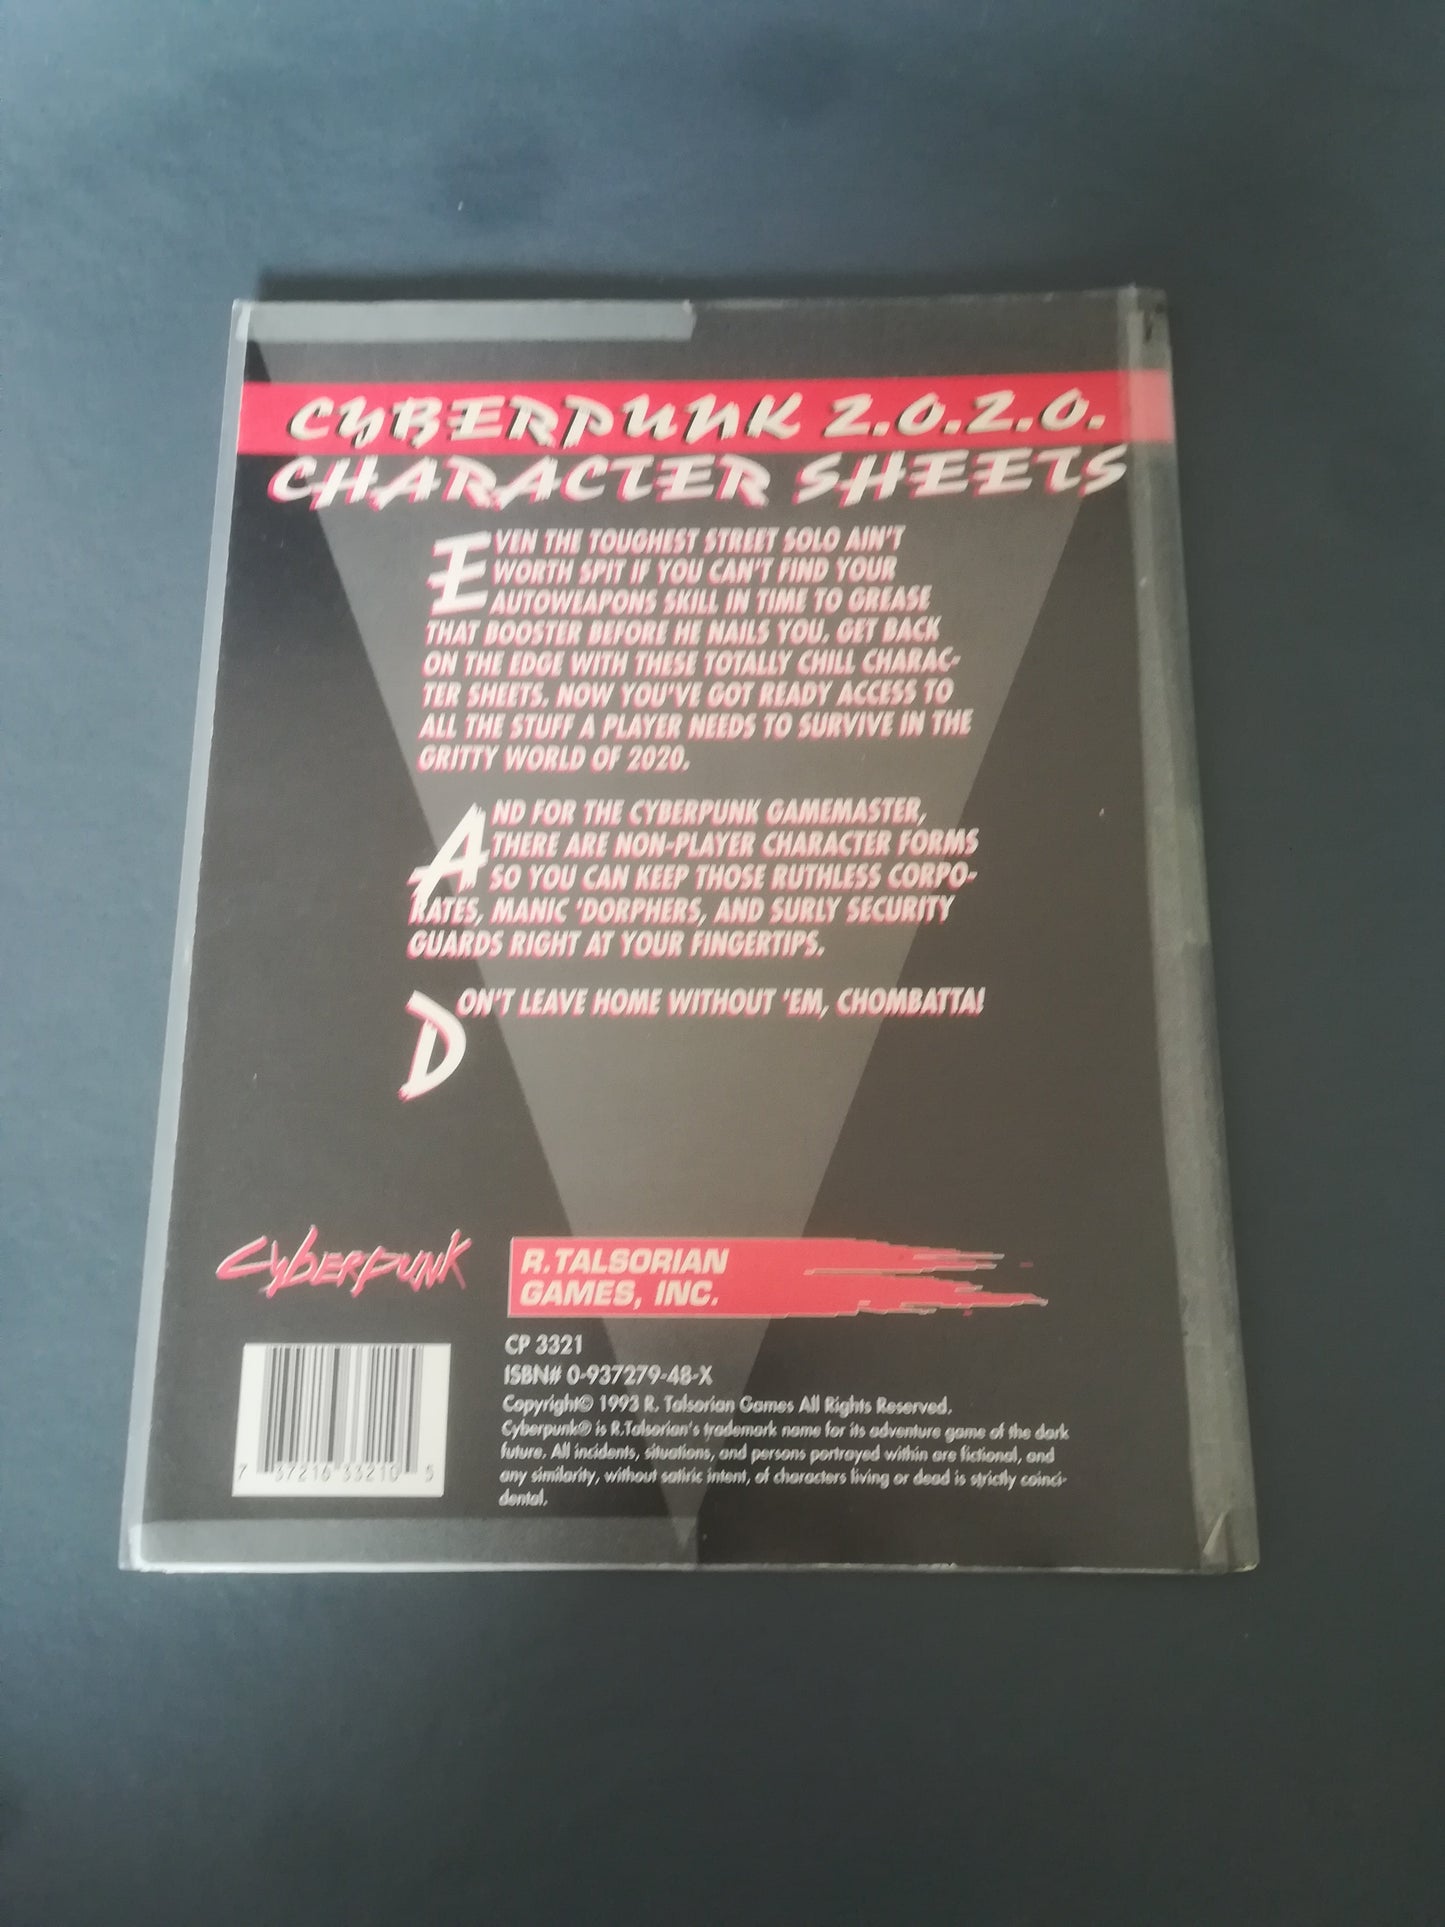 CYBERPUNK 2.0.2.0.
CHARACTER SHEETS
EVEN THE TOUGHEST STREET SOLO AIN'T
WORTH SPIT IF YOU CAN'T FIND YOUR
AUTOWEAPONS SKILL IN TIME TO GREASE
THAT BOOSTER BEFORE HE NAILS YOU. GET BACK
ON THE EDGE WITH THESE TOTALLY CHILL CHARAC-
TER SHEETS. NOW YOU'VE GOT READY ACCESS TO
ALL THE STUFF A PLAYER NEEDS TO SURVIVE IN THE
GRITTY WORLD OF 2020.
AND FOR THE CYBERPUNK GAMEMASTER,
THERE ARE NON-PLAYER CHARACTER FORMS
SO YOU CAN KEEP THOSE RUTHLESS CORPO-
RATES, MANIC 'DORPHERS, AND SURLY SECURITY
GUARDS RIGHT AT YOUR FINGERTIPS.
DON'T LEAVE HOME WITHOUT 'EM, CHOMBATTA!
CYBERPUNK
R. TALSORIAN
GAMES, INC.
CP 3321
ISBN# 0-937279-48-X
Copyright© 1993 R. Talsorian Games All Rights Reserved.
Cyberpunk® is R.Talsorian's trademark name for its adventure game of the dark
future. All incidents, situations, and persons portrayed within are fictional, and
any similarity, without satiric intent, of characters living or dead is strictly coinci-
dental.
7 37216 33210 5